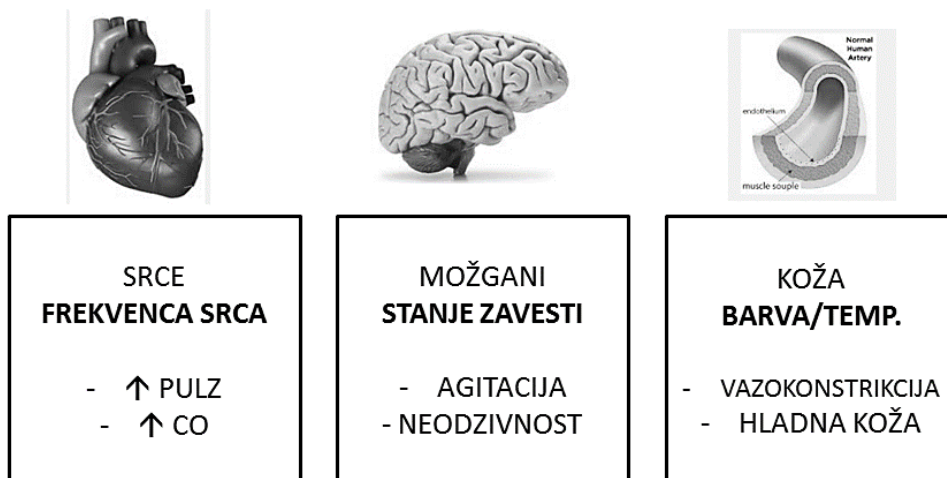 Normal
Human
Artery
endothelium
muscle souple
SRCE
FREKVENCA SRCA
- ↑ PULZ
- ↑ CO
MOŽGANI
STANJE ZAVESTI
- AGITACIJA
- NEODZIVNOST
KOŽA
BARVA/TEMP.
- VAZOKONSTRIKCIJA
- HLADNA KOŽA